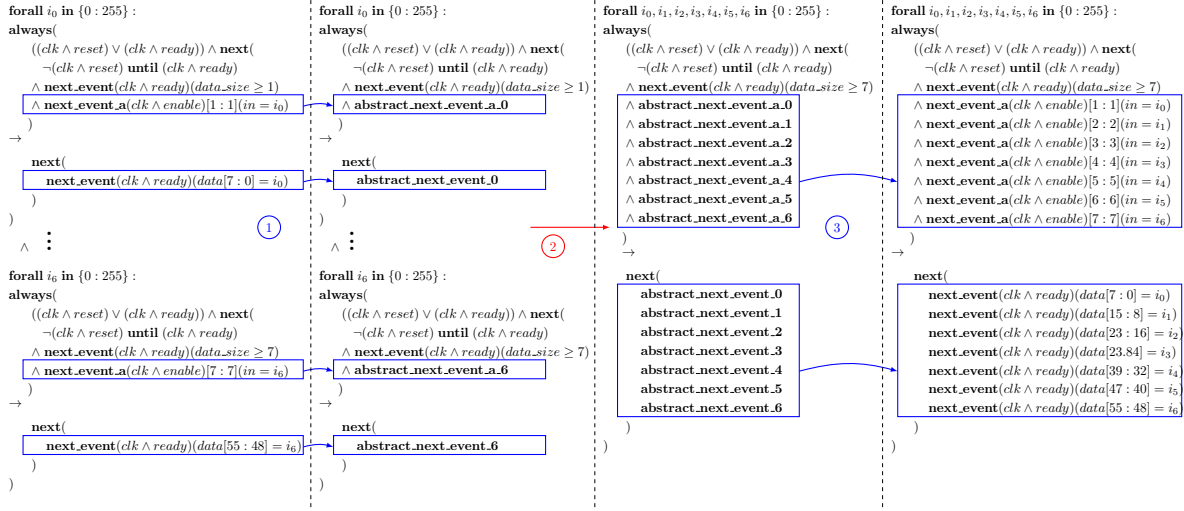 forall i₀ in {0 : 255} :
always(
((clk ∧ reset) ∨ (clk ∧ ready)) ∧ next(
¬(clk ∧ reset) until (clk ∧ ready)
∧ next_event(clk ∧ ready)(data_size ≥ 1)
∧ next_event_a(clk ∧ enable)[1 : 1](in = i₀)
)
→
next(
next_event(clk ∧ ready)(data[7 : 0] = i₀)
)
)
∧ ⋮
forall i₆ in {0 : 255} :
always(
((clk ∧ reset) ∨ (clk ∧ ready)) ∧ next(
¬(clk ∧ reset) until (clk ∧ ready)
∧ next_event(clk ∧ ready)(data_size ≥ 7)
∧ next_event_a(clk ∧ enable)[7 : 7](in = i₆)
)
→
next(
next_event(clk ∧ ready)(data[55 : 48] = i₆)
)
)
1
forall i₀ in {0 : 255} :
always(
((clk ∧ reset) ∨ (clk ∧ ready)) ∧ next(
¬(clk ∧ reset) until (clk ∧ ready)
∧ next_event(clk ∧ ready)(data_size ≥ 1)
∧ abstract_next_event_a_0
)
→
next(
abstract_next_event_0
)
)
∧ ⋮
forall i₆ in {0 : 255} :
always(
((clk ∧ reset) ∨ (clk ∧ ready)) ∧ next(
¬(clk ∧ reset) until (clk ∧ ready)
∧ next_event(clk ∧ ready)(data_size ≥ 7)
∧ abstract_next_event_a_6
)
→
next(
abstract_next_event_6
)
)
2
forall i₀, i₁, i₂, i₃, i₄, i₅, i₆ in {0 : 255} :
always(
((clk ∧ reset) ∨ (clk ∧ ready)) ∧ next(
¬(clk ∧ reset) until (clk ∧ ready)
∧ next_event(clk ∧ ready)(data_size ≥ 7)
∧ abstract_next_event_a_0
∧ abstract_next_event_a_1
∧ abstract_next_event_a_2
∧ abstract_next_event_a_3
∧ abstract_next_event_a_4
∧ abstract_next_event_a_5
∧ abstract_next_event_a_6
)
→
next(
abstract_next_event_0
abstract_next_event_1
abstract_next_event_2
abstract_next_event_3
abstract_next_event_4
abstract_next_event_5
abstract_next_event_6
)
)
3
forall i₀, i₁, i₂, i₃, i₄, i₅, i₆ in {0 : 255} :
always(
((clk ∧ reset) ∨ (clk ∧ ready)) ∧ next(
¬(clk ∧ reset) until (clk ∧ ready)
∧ next_event(clk ∧ ready)(data_size ≥ 7)
∧ next_event_a(clk ∧ enable)[1 : 1](in = i₀)
∧ next_event_a(clk ∧ enable)[2 : 2](in = i₁)
∧ next_event_a(clk ∧ enable)[3 : 3](in = i₂)
∧ next_event_a(clk ∧ enable)[4 : 4](in = i₃)
∧ next_event_a(clk ∧ enable)[5 : 5](in = i₄)
∧ next_event_a(clk ∧ enable)[6 : 6](in = i₅)
∧ next_event_a(clk ∧ enable)[7 : 7](in = i₆)
)
→
next(
next_event(clk ∧ ready)(data[7 : 0] = i₀)
next_event(clk ∧ ready)(data[15 : 8] = i₁)
next_event(clk ∧ ready)(data[23 : 16] = i₂)
next_event(clk ∧ ready)(data[23.84] = i₃)
next_event(clk ∧ ready)(data[39 : 32] = i₄)
next_event(clk ∧ ready)(data[47 : 40] = i₅)
next_event(clk ∧ ready)(data[55 : 48] = i₆)
)
)